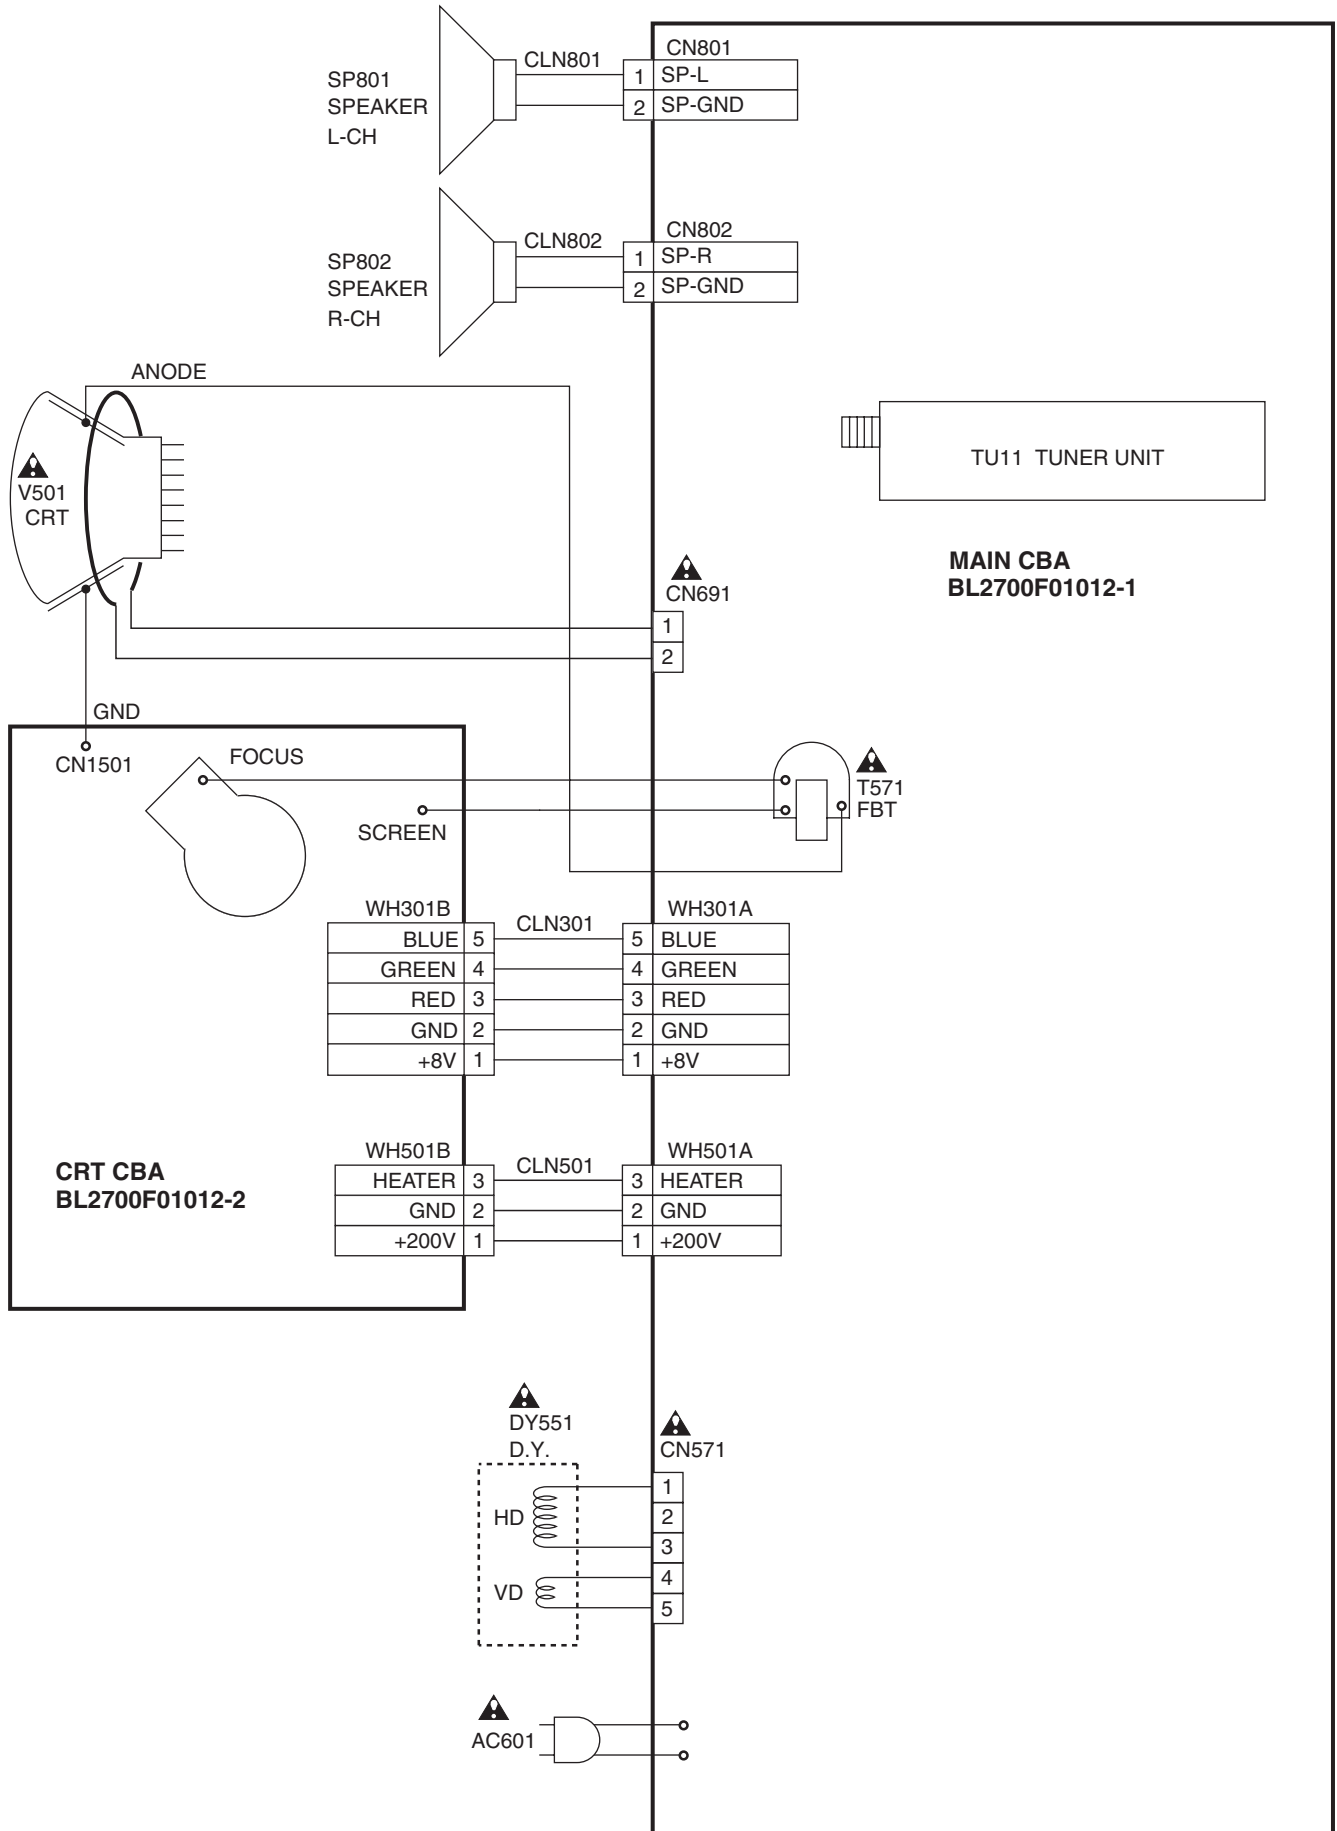 CLN801
CN801
SP801
SPEAKER
L-CH
1 SP-L
2 SP-GND
CLN802
CN802
SP802
SPEAKER
R-CH
1 SP-R
2 SP-GND
ANODE
V501
CRT
TU11 TUNER UNIT
MAIN CBA
BL2700F01012-1
CN691
1
2
GND
CN1501
FOCUS
SCREEN
T571
FBT
WH301B
CLN301
WH301A
BLUE 5 5 BLUE
GREEN 4 4 GREEN
RED 3 3 RED
GND 2 2 GND
+8V 1 1 +8V
WH501B
CLN501
WH501A
HEATER 3 3 HEATER
GND 2 2 GND
+200V 1 1 +200V
CRT CBA
BL2700F01012-2
DY551
D.Y.
CN571
HD
VD
1
2
3
4
5
AC601